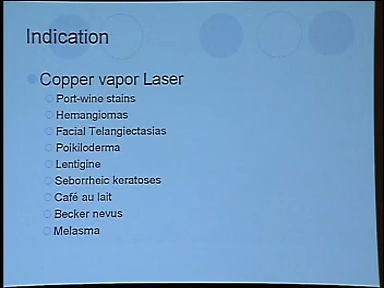 Indication
Copper vapor Laser
Port-wine stains
Hemangiomas
Facial Telangiectasias
Poikiloderma
Lentigine
Seborrheic keratoses
Café au lait
Becker nevus
Melasma